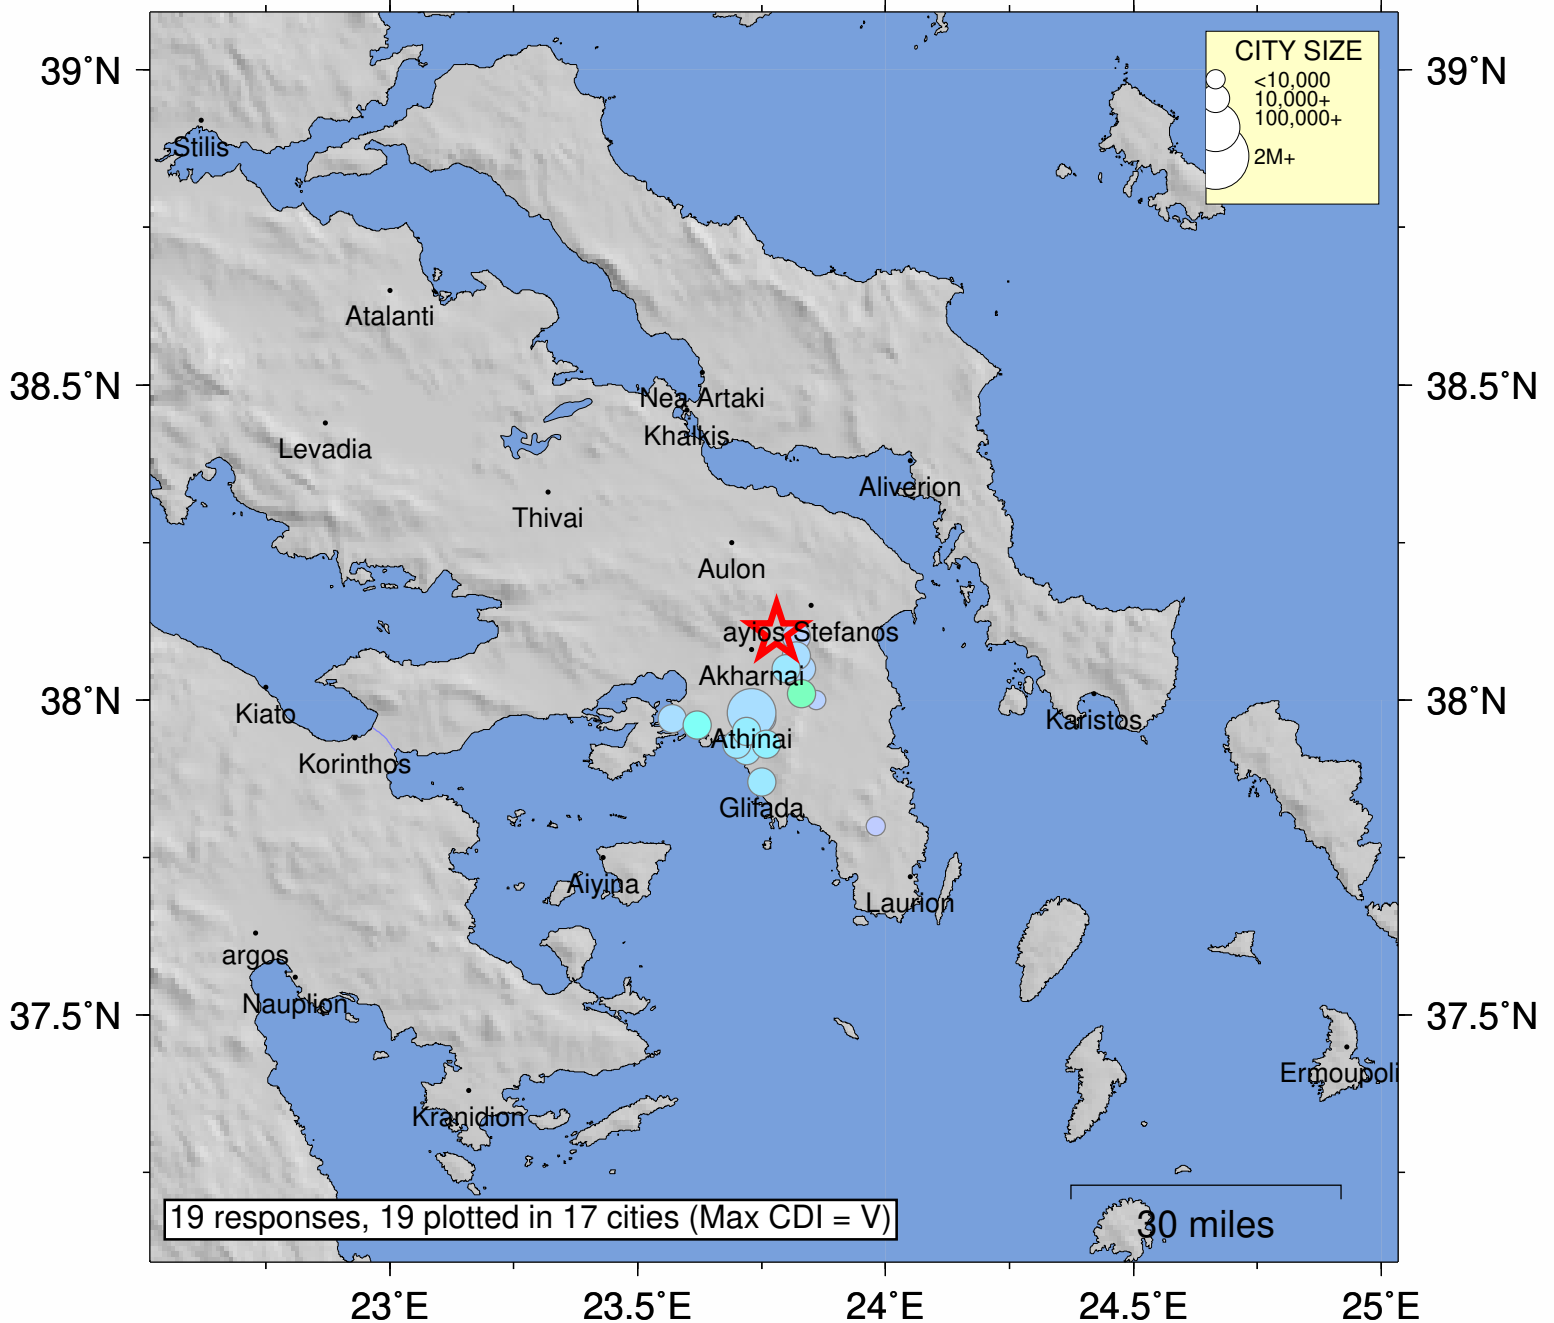 39°N
39°N
CITY SIZE
<10,000
10,000+
100,000+
2M+
Stilis
Atalanti
38.5°N
38.5°N
Nea Artaki
Khalkis
Levadia
Aliverion
Thivai
Aulon
ayios Stefanos
Akharnai
38°N
38°N
Kiato
Karistos
Athinai
Korinthos
Glifada
Aiyina
Laurion
argos
Nauplion
37.5°N
37.5°N
Ermoupoli
Kranidion
19 responses, 19 plotted in 17 cities (Max CDI = V)
30 miles
23°E
23.5°E
24°E
24.5°E
25°E